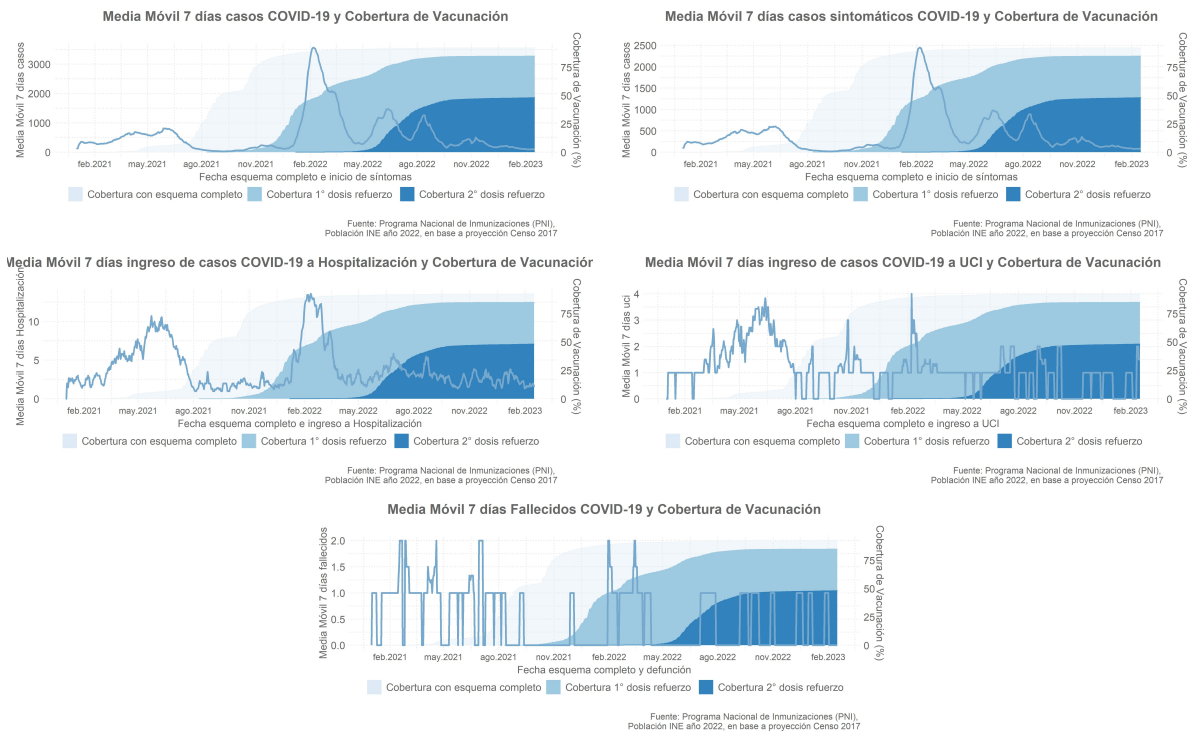 Media Móvil 7 días casos COVID-19 y Cobertura de Vacunación
Media Móvil 7 días casos
3000
2000
1000
0
Cobertura de Vacunación (%)
75
50
25
0
feb.2021 may.2021 ago.2021 nov.2021 feb.2022 may.2022 ago.2022 nov.2022 feb.2023
Fecha esquema completo e inicio de síntomas
Cobertura con esquema completo Cobertura 1° dosis refuerzo Cobertura 2° dosis refuerzo
Fuente: Programa Nacional de Inmunizaciones (PNI),
Población INE año 2022, en base a proyección Censo 2017
Media Móvil 7 días casos sintomáticos COVID-19 y Cobertura de Vacunación
Media Móvil 7 días casos
2500
2000
1500
1000
500
0
Cobertura de Vacunación (%)
75
50
25
0
feb.2021 may.2021 ago.2021 nov.2021 feb.2022 may.2022 ago.2022 nov.2022 feb.2023
Fecha esquema completo e inicio de síntomas
Cobertura con esquema completo Cobertura 1° dosis refuerzo Cobertura 2° dosis refuerzo
Fuente: Programa Nacional de Inmunizaciones (PNI),
Población INE año 2022, en base a proyección Censo 2017
Media Móvil 7 días ingreso de casos COVID-19 a Hospitalización y Cobertura de Vacunación
Media Móvil 7 días Hospitalización
10
5
0
Cobertura de Vacunación (%)
75
50
25
0
feb.2021 may.2021 ago.2021 nov.2021 feb.2022 may.2022 ago.2022 nov.2022 feb.2023
Fecha esquema completo e ingreso a Hospitalización
Cobertura con esquema completo Cobertura 1° dosis refuerzo Cobertura 2° dosis refuerzo
Fuente: Programa Nacional de Inmunizaciones (PNI),
Población INE año 2022, en base a proyección Censo 2017
Media Móvil 7 días ingreso de casos COVID-19 a UCI y Cobertura de Vacunación
Media Móvil 7 días uci
4
3
2
1
0
Cobertura de Vacunación (%)
75
50
25
0
feb.2021 may.2021 ago.2021 nov.2021 feb.2022 may.2022 ago.2022 nov.2022 feb.2023
Fecha esquema completo e ingreso a UCI
Cobertura con esquema completo Cobertura 1° dosis refuerzo Cobertura 2° dosis refuerzo
Fuente: Programa Nacional de Inmunizaciones (PNI),
Población INE año 2022, en base a proyección Censo 2017
Media Móvil 7 días Fallecidos COVID-19 y Cobertura de Vacunación
Media Móvil 7 días fallecidos
2.0
1.5
1.0
0.5
0.0
Cobertura de Vacunación (%)
75
50
25
0
feb.2021 may.2021 ago.2021 nov.2021 feb.2022 may.2022 ago.2022 nov.2022 feb.2023
Fecha esquema completo y defunción
Cobertura con esquema completo Cobertura 1° dosis refuerzo Cobertura 2° dosis refuerzo
Fuente: Programa Nacional de Inmunizaciones (PNI),
Población INE año 2022, en base a proyección Censo 2017